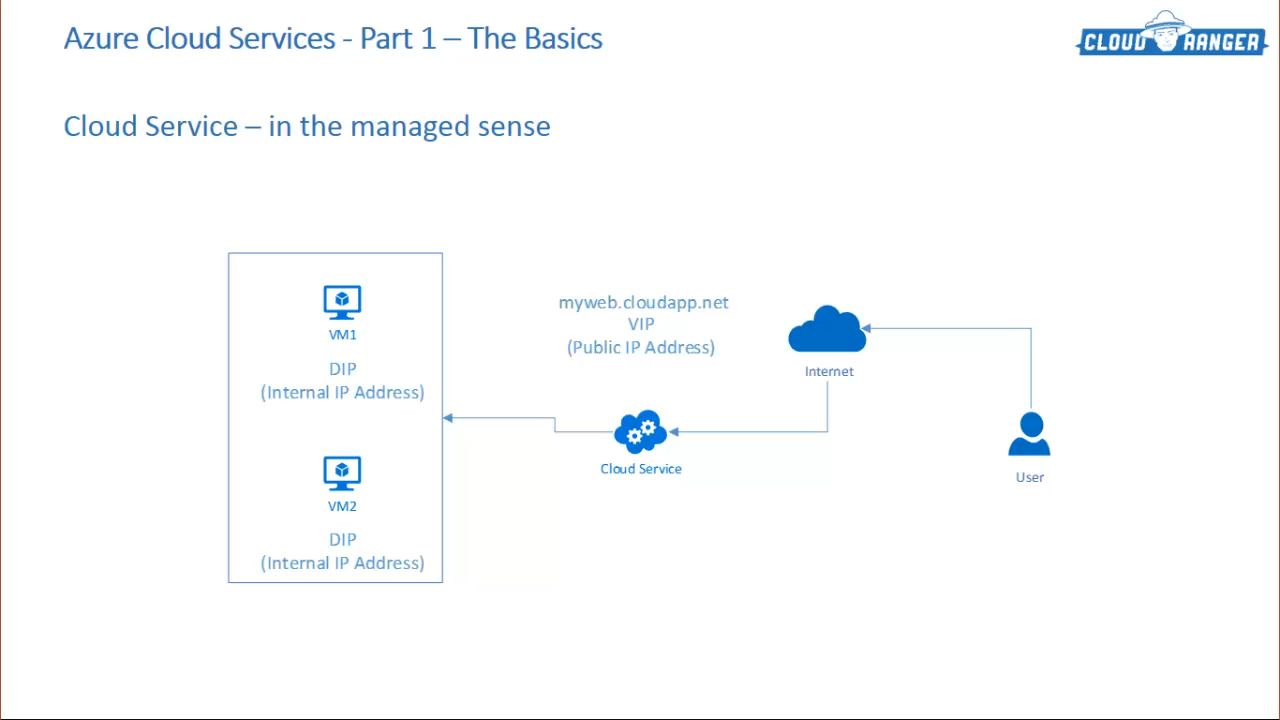 Azure Cloud Services - Part 1 – The Basics
CLOUD RANGER
Cloud Service – in the managed sense
VM1
DIP
(Internal IP Address)
VM2
DIP
(Internal IP Address)
myweb.cloudapp.net
VIP
(Public IP Address)
Cloud Service
Internet
User